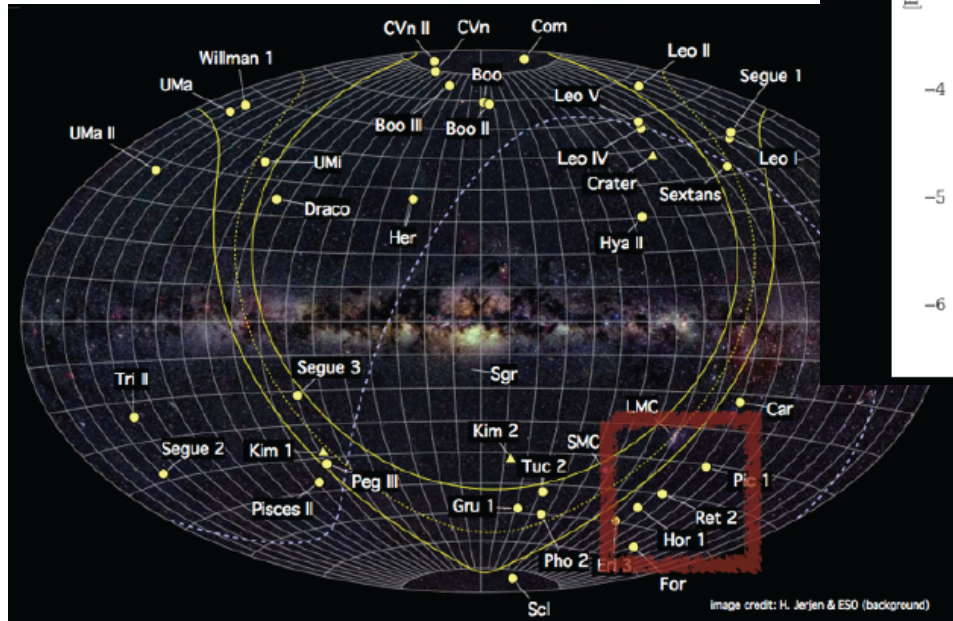 CVn II
CVn
Com
Willman 1
Leo II
UMa
Boo
Segue 1
Leo V
-4
Boo III
Boo II
UMa II
UMi
Leo IV
Leo I
Crater
Sextans
Draco
-5
Her
Hya II
-6
Segue 3
Sgr
Tri II
LMC
Car
Kim 2
SMC
Segue 2
Kim 1
Tuc 2
Peg III
Pic 1
Pisces II
Gru 1
Ret 2
Hor 1
Pho 2
Eri 3
For
Scl
image credit: H. Jerjen & ESO (background)